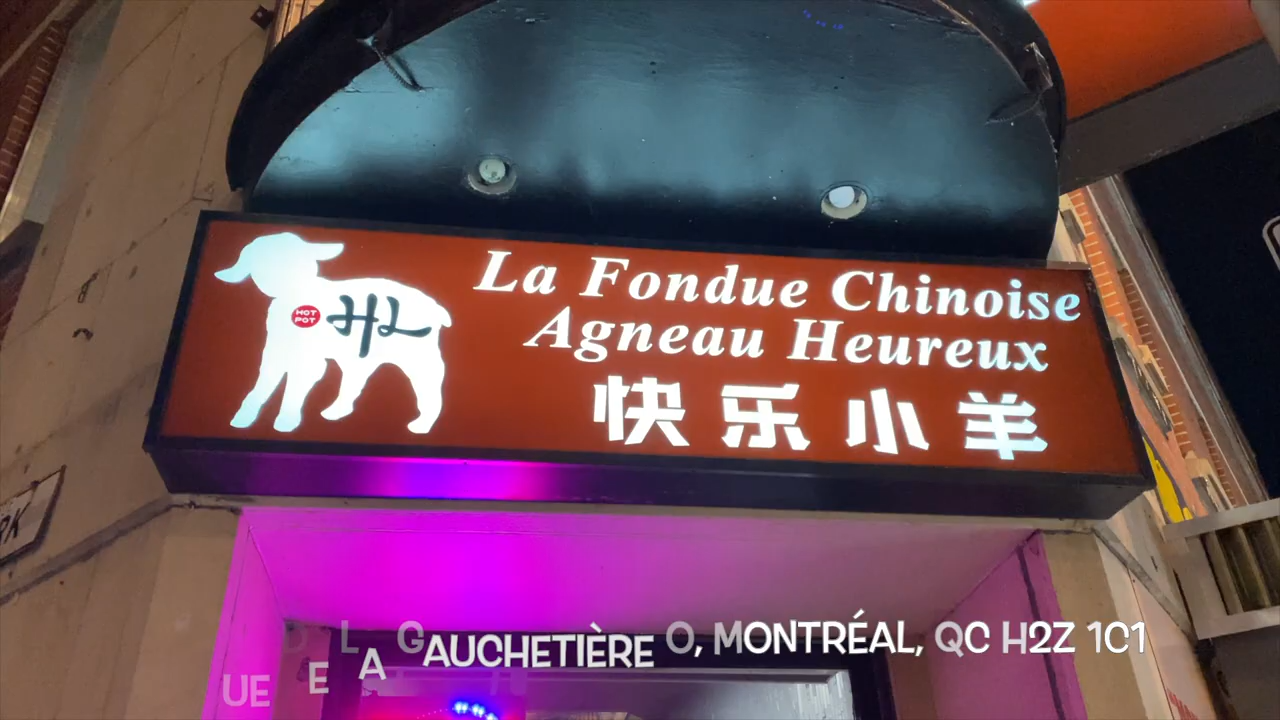 La Fondue Chinoise
Agneau Heureux
快乐小羊
HOT
POT
HL
RK
UE DE LA GAUCHETIÈRE O, MONTRÉAL, QC H2Z 1C1